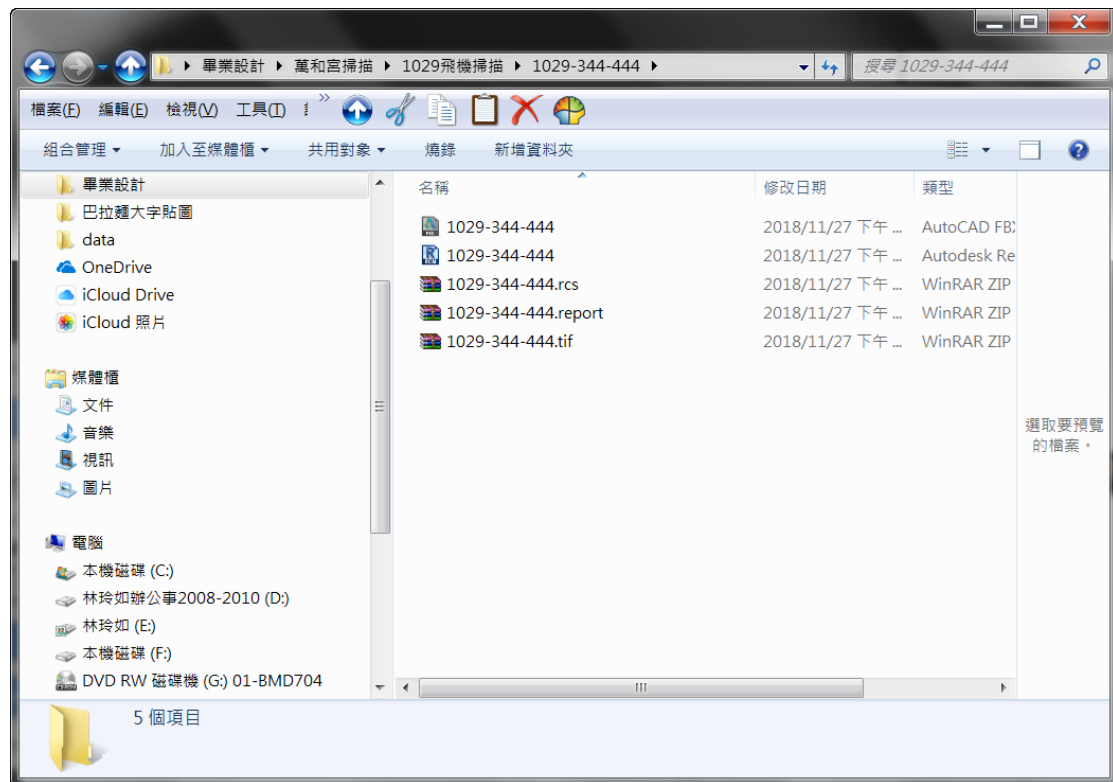 畢業設計 ▸ 萬和宮掃描 ▸ 1029飛機掃描 ▸ 1029-344-444 ▸ 搜尋 1029-344-444
檔案(F) 編輯(E) 檢視(V) 工具(T) »
組合管理 ▾ 加入至媒體櫃 ▾ 共用對象 ▾ 燒錄 新增資料夾
畢業設計
巴拉麵大字貼圖
data
OneDrive
iCloud Drive
iCloud 照片
媒體櫃
文件
音樂
視訊
圖片
電腦
本機磁碟 (C:)
林玲如辦公事2008-2010 (D:)
林玲如 (E:)
本機磁碟 (F:)
DVD RW 磁碟機 (G:) 01-BMD704
名稱 修改日期 類型
1029-344-444 2018/11/27 下午 ... AutoCAD FB
1029-344-444 2018/11/27 下午 ... Autodesk Re
1029-344-444.rcs 2018/11/27 下午 ... WinRAR ZIP
1029-344-444.report 2018/11/27 下午 ... WinRAR ZIP
1029-344-444.tif 2018/11/27 下午 ... WinRAR ZIP
選取要預覽
的檔案。
5 個項目